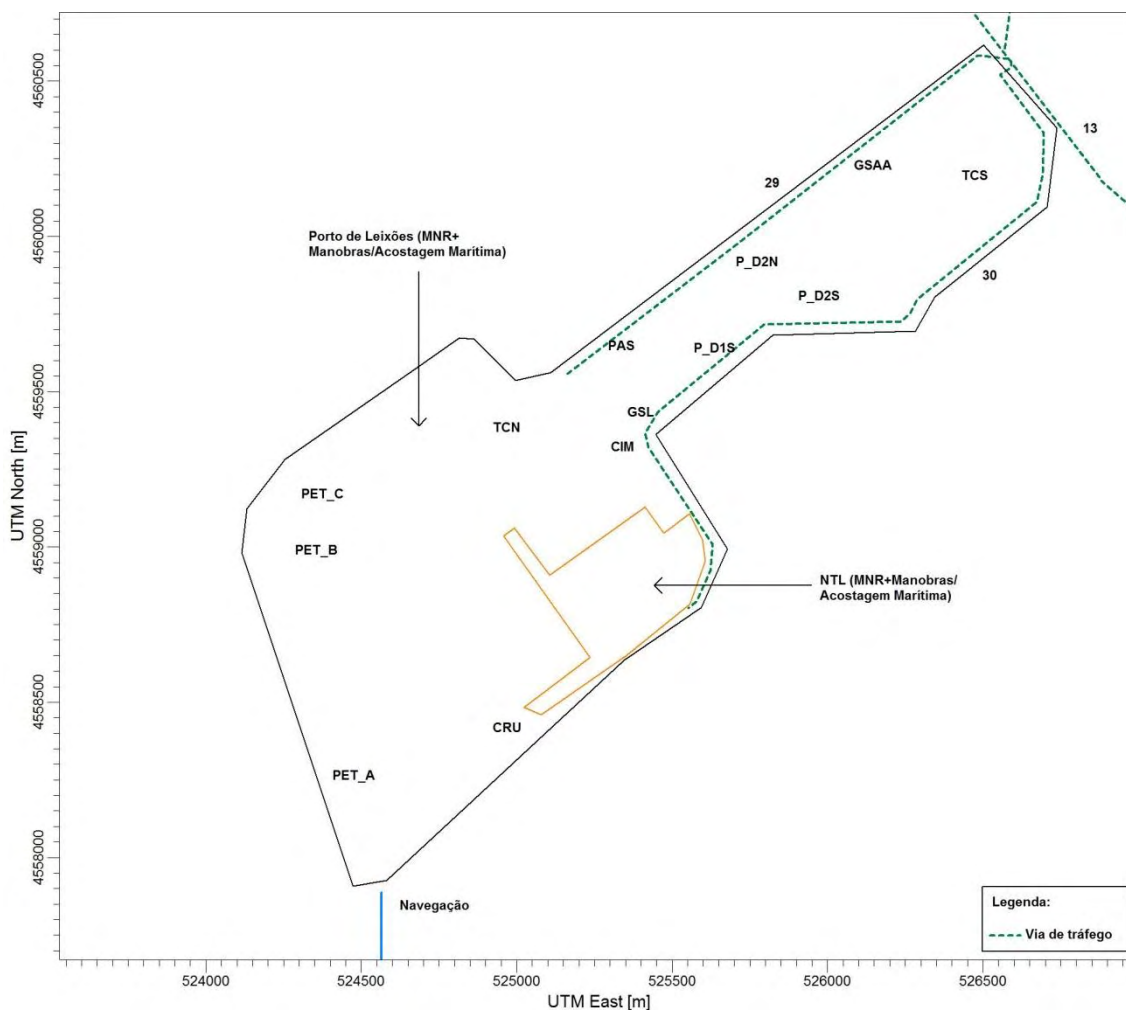 13
GSAA
29
TCS
Porto de Leixões (MNR+
Manobras/Acostagem Marítima)
P_D2N
30
P_D2S
PAS
P_D1S
GSL
TCN
CIM
PET_C
PET_B
NTL (MNR+Manobras/
Acostagem Marítima)
CRU
PET_A
Navegação
Legenda:
Via de tráfego
UTM North [m]
4560500
4560000
4559500
4559000
4558500
4558000
524000
524500
525000
525500
526000
526500
UTM East [m]